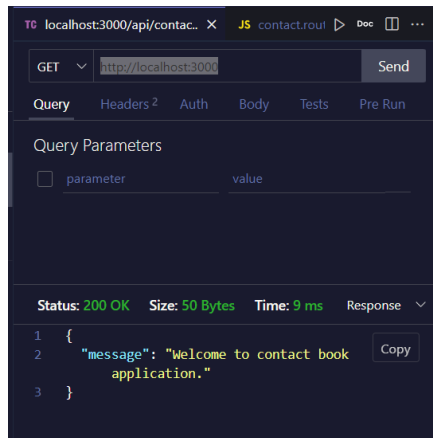 TC localhost:3000/api/contac.. × JS contact.rout Doc ...
GET http://localhost:3000 Send
Query Headers 2 Auth Body Tests Pre Run
Query Parameters
parameter value
Status: 200 OK Size: 50 Bytes Time: 9 ms Response
1 {
2 "message": "Welcome to contact book
application."
Copy
3 }